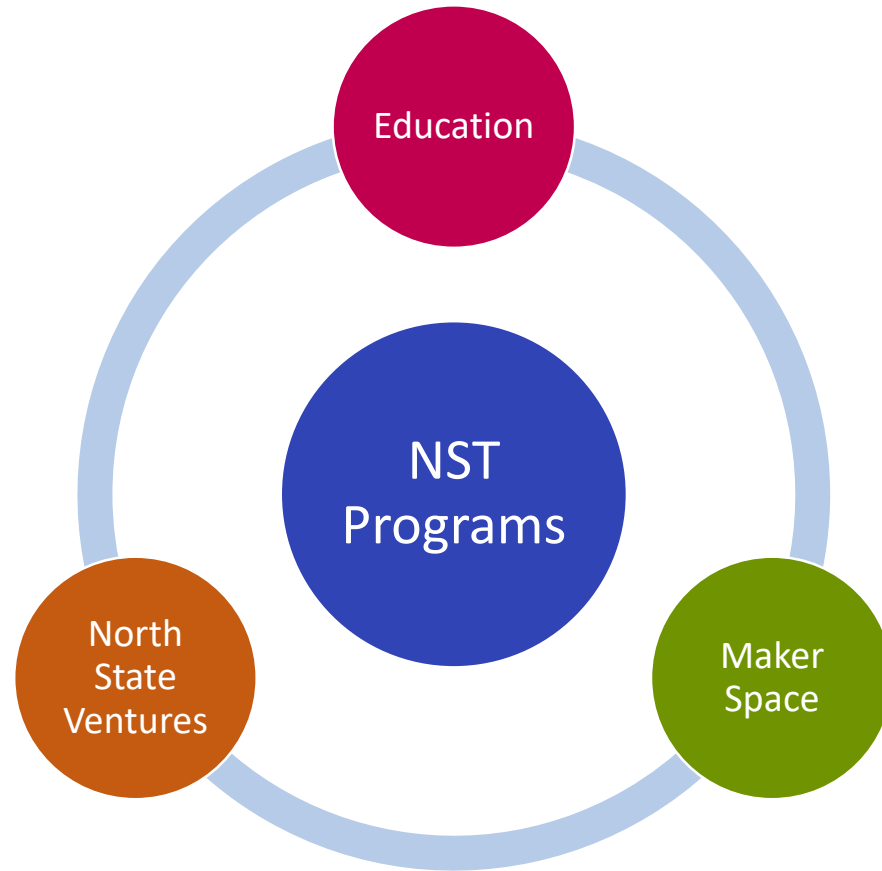 Education
NST
Programs
North
State
Ventures
Maker
Space